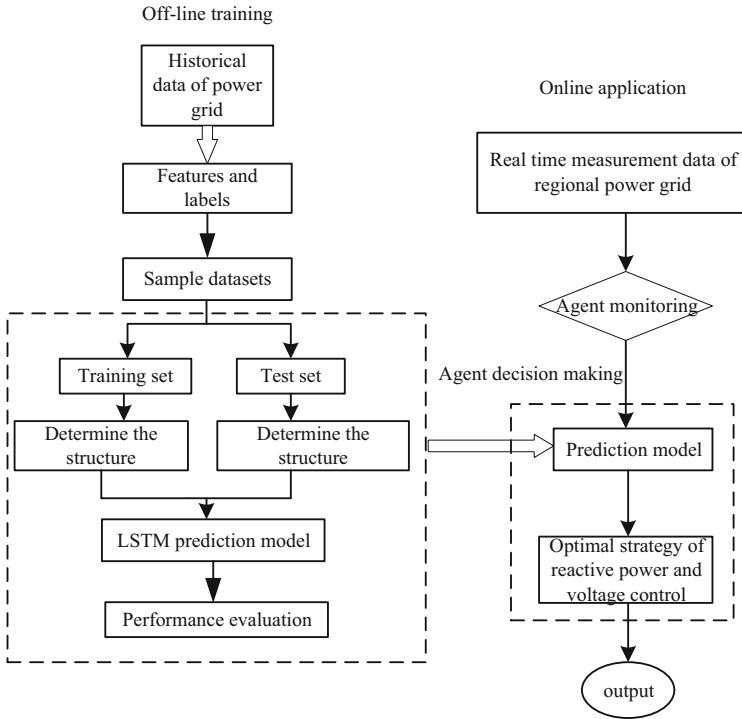 Off-line training
Historical
data of power
grid
Features and
labels
Sample datasets
Training set
Test set
Determine the
structure
Determine the
structure
LSTM prediction model
Performance evaluation
Online application
Real time measurement data of
regional power grid
Agent monitoring
Agent decision making
Prediction model
Optimal strategy of
reactive power and
voltage control
output